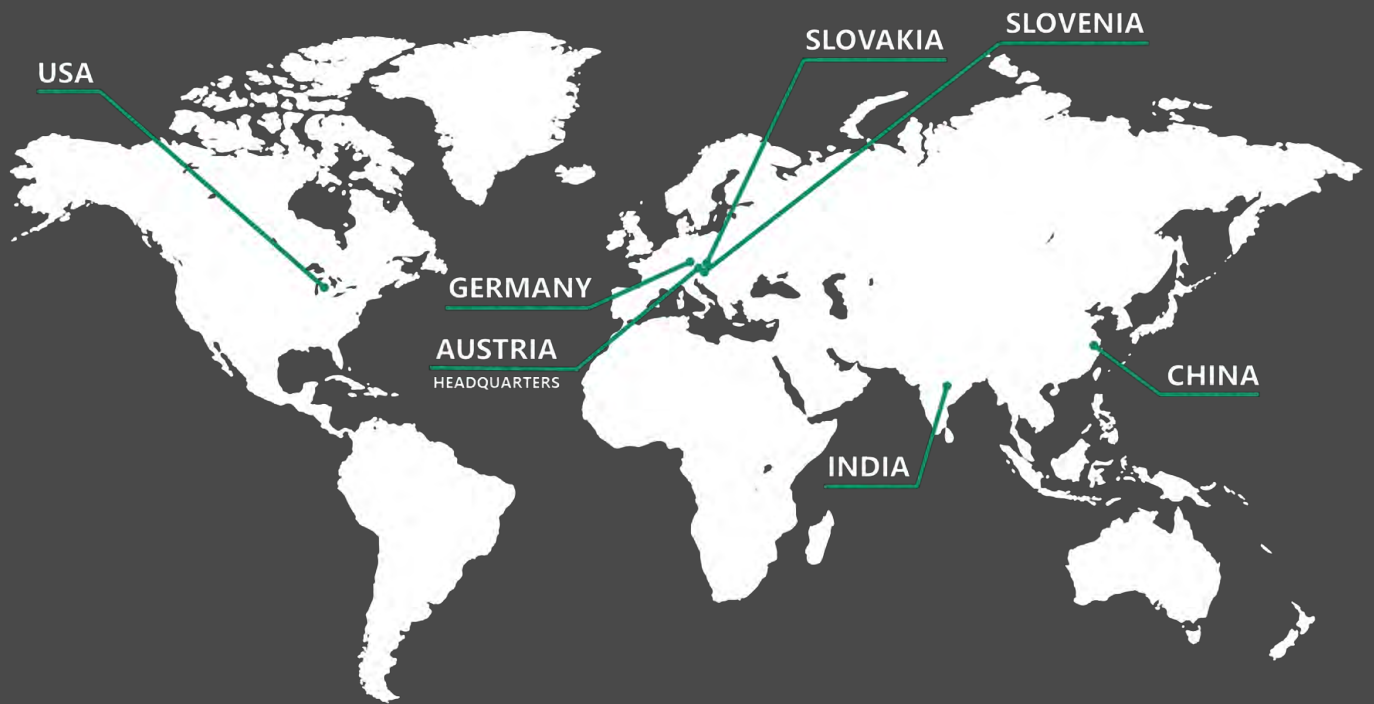 SLOVENIA
SLOVAKIA
USA
GERMANY
AUSTRIA
HEADQUARTERS
CHINA
INDIA